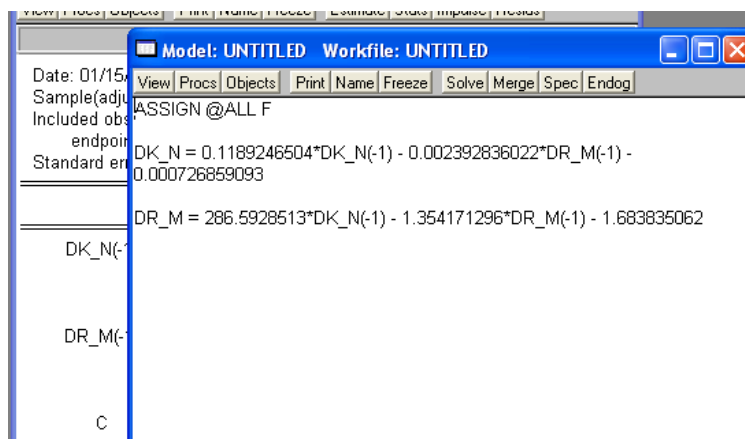 View Procs Objects Print Name Freeze Estimate Stats Impulse Resids
Model: UNTITLED Workfile: UNTITLED
View Procs Objects Print Name Freeze Solve Merge Spec Endog
Date: 01/15/
Sample(adju
Included obs
endpoin
Standard er
ASSIGN @ALL F
DK_N = 0.1189246504*DK_N(-1) - 0.002392836022*DR_M(-1) -
0.000726859093
DR_M = 286.5928513*DK_N(-1) - 1.354171296*DR_M(-1) - 1.683835062
DK_N(-1
DR_M(-1
C